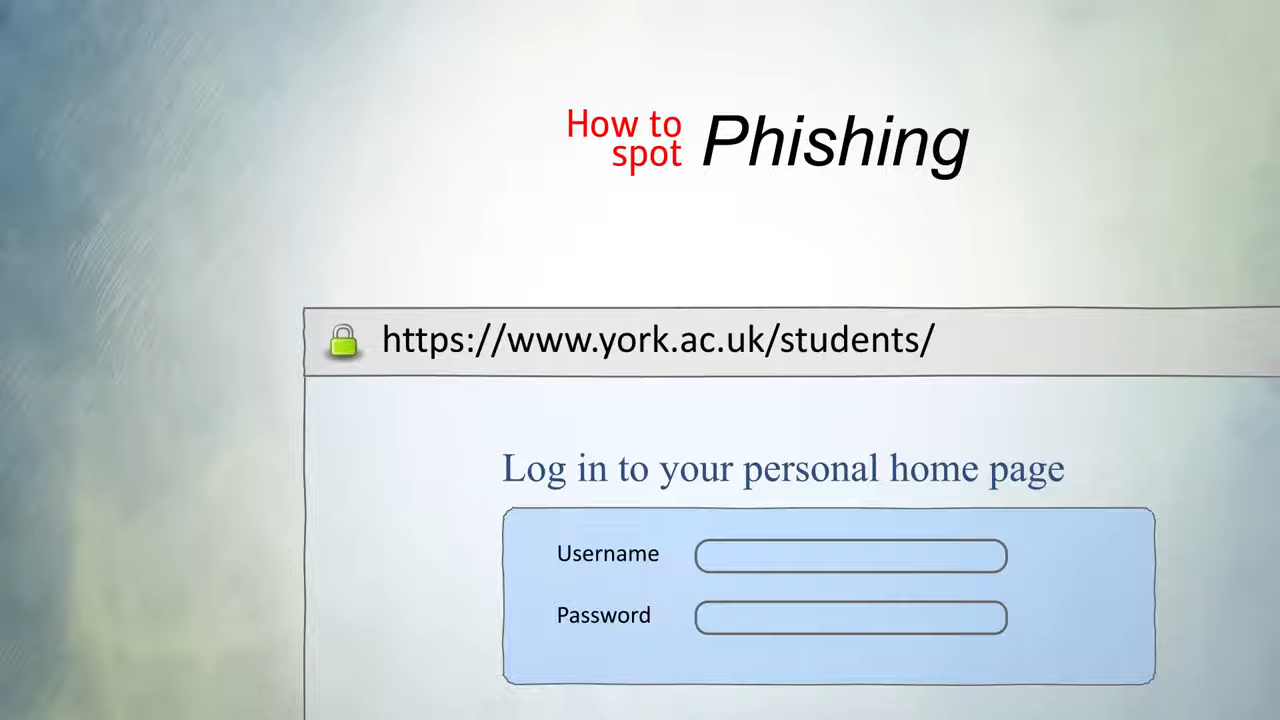 How to
spot Phishing
https://www.york.ac.uk/students/
Log in to your personal home page
Username
Password